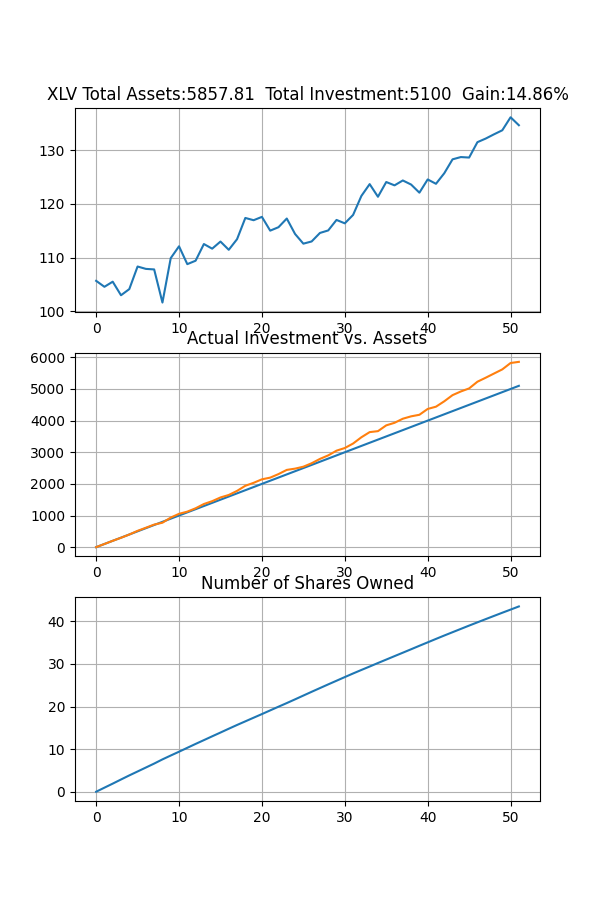 XLV Total Assets:5857.81  Total Investment:5100  Gain:14.86%
130
120
110
100
0 10 20 30 40 50
Actual Investment vs. Assets
6000
5000
4000
3000
2000
1000
0
0 10 20 30 40 50
Number of Shares Owned
40
30
20
10
0
0 10 20 30 40 50